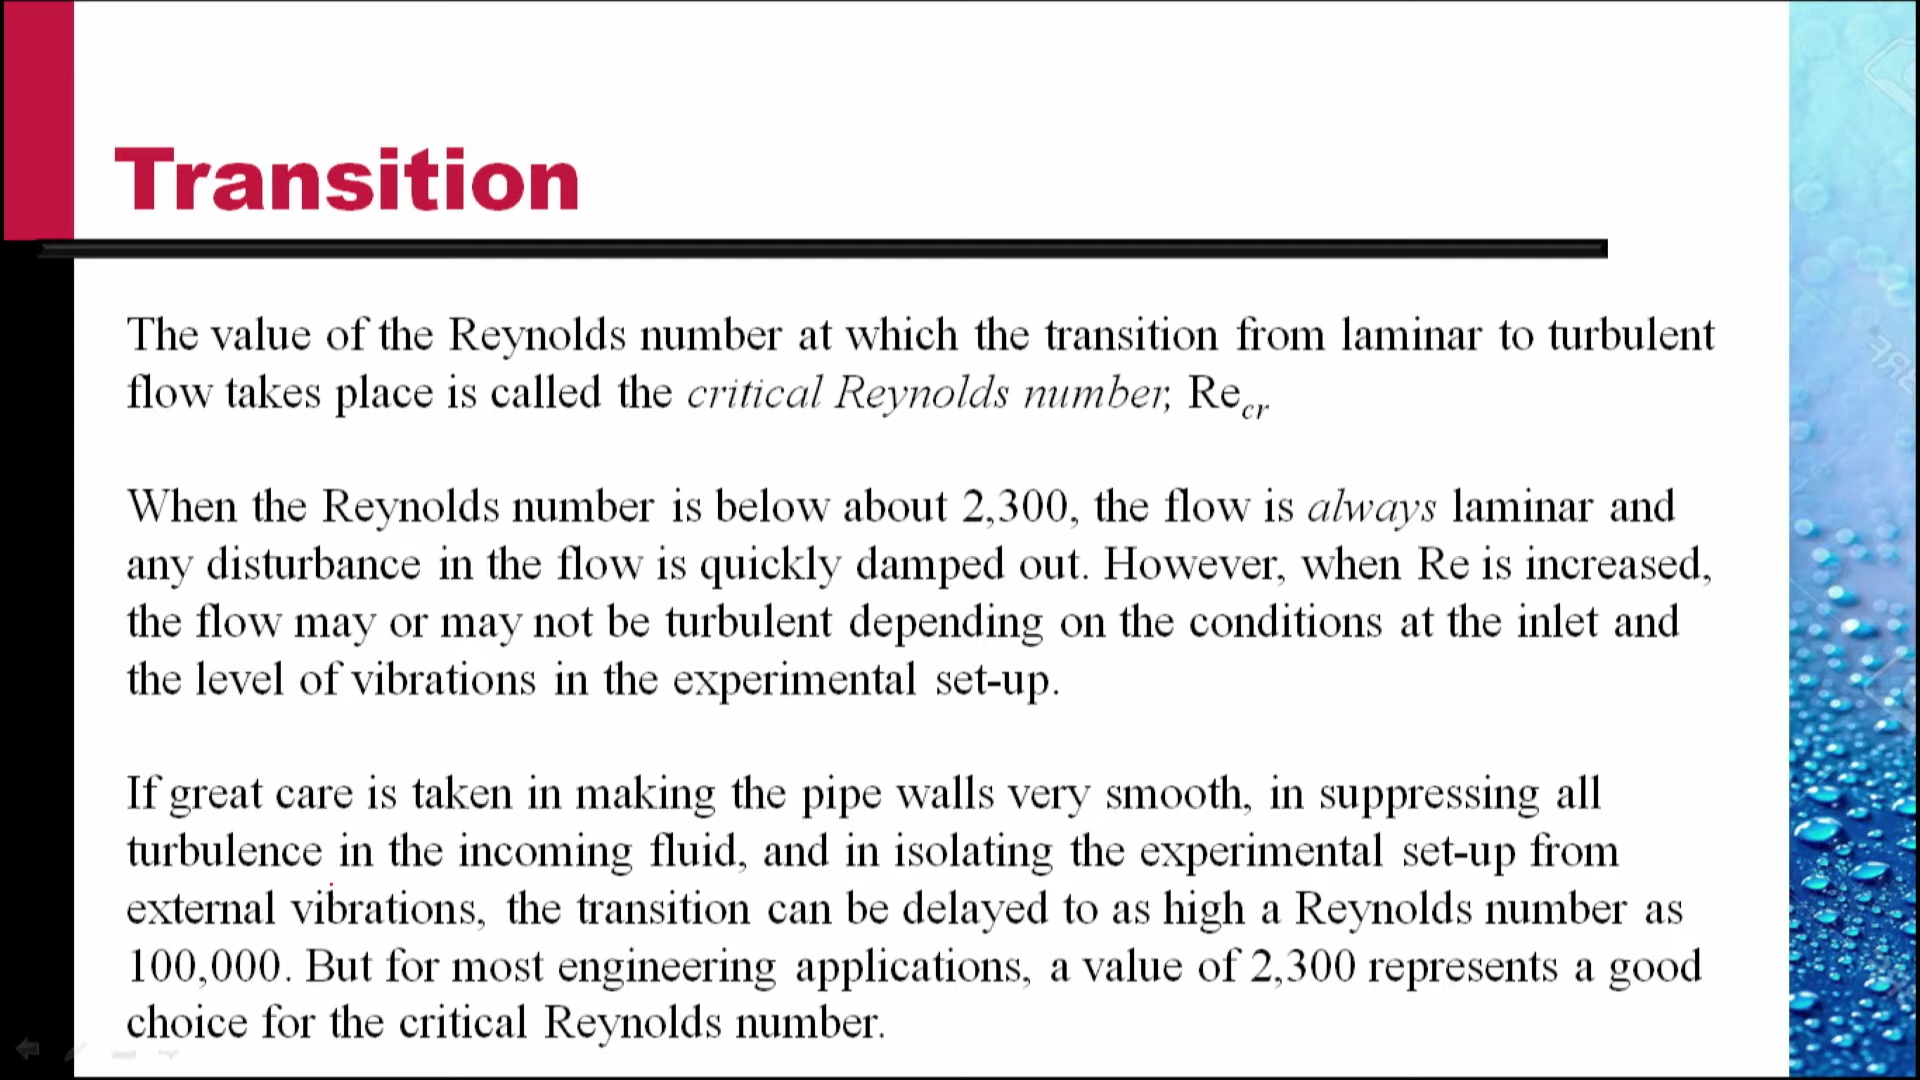 Transition
The value of the Reynolds number at which the transition from laminar to turbulent
flow takes place is called the critical Reynolds number, Re_cr
When the Reynolds number is below about 2,300, the flow is always laminar and
any disturbance in the flow is quickly damped out. However, when Re is increased,
the flow may or may not be turbulent depending on the conditions at the inlet and
the level of vibrations in the experimental set-up.
If great care is taken in making the pipe walls very smooth, in suppressing all
turbulence in the incoming fluid, and in isolating the experimental set-up from
external vibrations, the transition can be delayed to as high a Reynolds number as
100,000. But for most engineering applications, a value of 2,300 represents a good
choice for the critical Reynolds number.